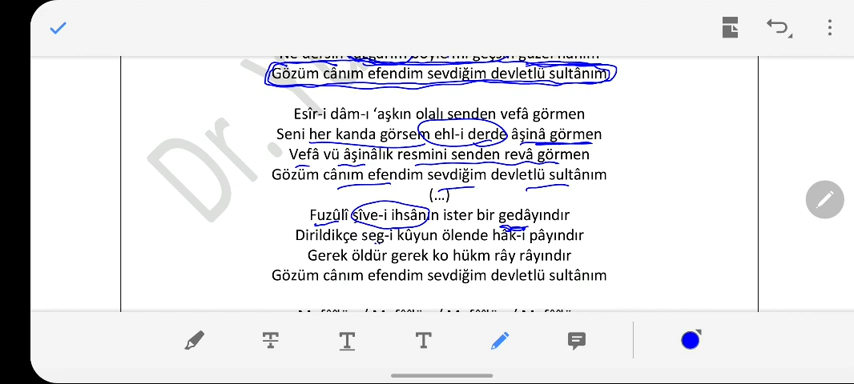 Gözüm cânım efendim sevdiğim devletlü sultânım
Esîr-i dâm-ı ‘aşkın olalı senden vefâ görmen
Seni her kanda görsem ehl-i derde âşinâ görmen
Vefâ vü âşinâlık resmini senden revâ görmen
Gözüm cânım efendim sevdiğim devletlü sultânım
(...)
Fuzûlî şîve-i ihsânın ister bir gedâyındır
Dirildikçe seg-i kûyun ölende hâk-i pâyındır
Gerek öldür gerek ko hükm rây râyındır
Gözüm cânım efendim sevdiğim devletlü sultânım